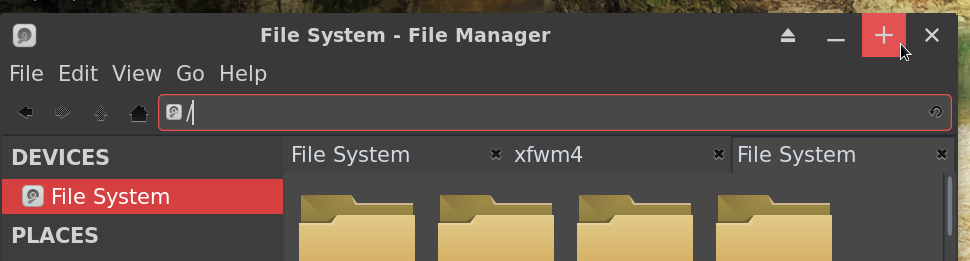 File System - File Manager
File Edit View Go Help
/
DEVICES
File System xfwm4 File System
File System
PLACES